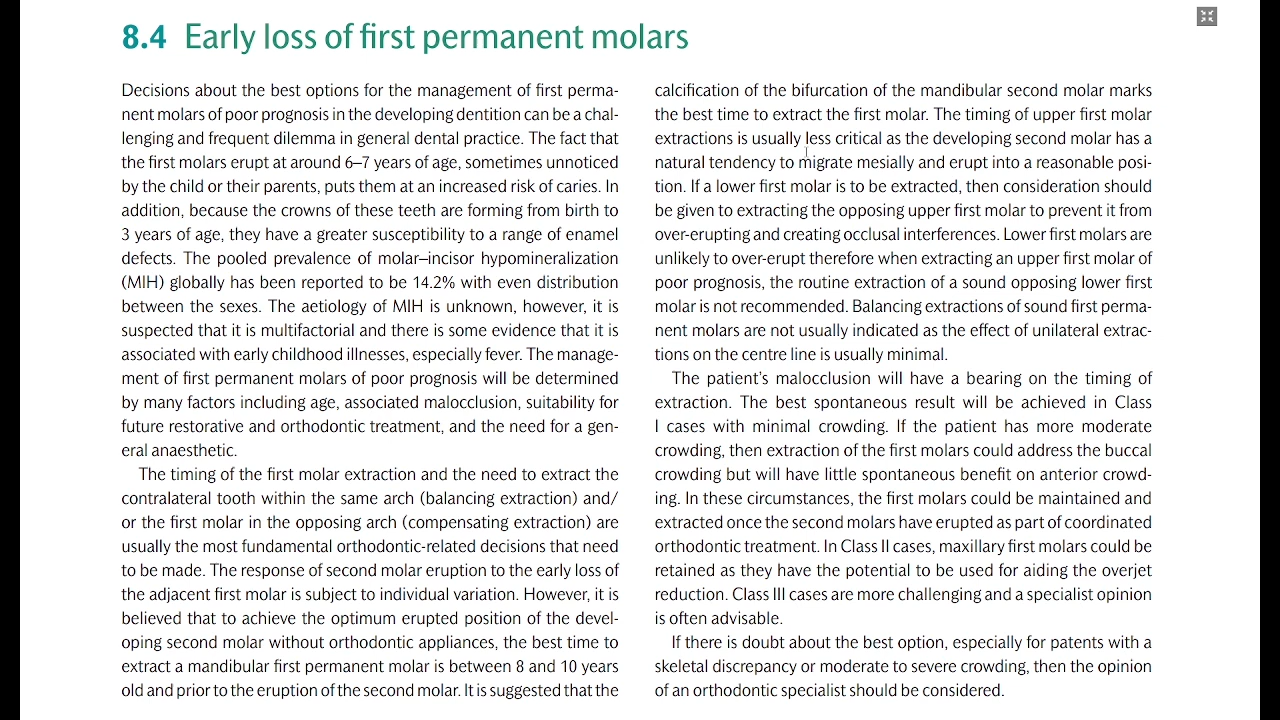 8.4 Early loss of first permanent molars
Decisions about the best options for the management of first perma-
nent molars of poor prognosis in the developing dentition can be a chal-
lenging and frequent dilemma in general dental practice. The fact that
the first molars erupt at around 6–7 years of age, sometimes unnoticed
by the child or their parents, puts them at an increased risk of caries. In
addition, because the crowns of these teeth are forming from birth to
3 years of age, they have a greater susceptibility to a range of enamel
defects. The pooled prevalence of molar–incisor hypomineralization
(MIH) globally has been reported to be 14.2% with even distribution
between the sexes. The aetiology of MIH is unknown, however, it is
suspected that it is multifactorial and there is some evidence that it is
associated with early childhood illnesses, especially fever. The manage-
ment of first permanent molars of poor prognosis will be determined
by many factors including age, associated malocclusion, suitability for
future restorative and orthodontic treatment, and the need for a gen-
eral anaesthetic.
The timing of the first molar extraction and the need to extract the
contralateral tooth within the same arch (balancing extraction) and/
or the first molar in the opposing arch (compensating extraction) are
usually the most fundamental orthodontic-related decisions that need
to be made. The response of second molar eruption to the early loss of
the adjacent first molar is subject to individual variation. However, it is
believed that to achieve the optimum erupted position of the devel-
oping second molar without orthodontic appliances, the best time to
extract a mandibular first permanent molar is between 8 and 10 years
old and prior to the eruption of the second molar. It is suggested that the
calcification of the bifurcation of the mandibular second molar marks
the best time to extract the first molar. The timing of upper first molar
extractions is usually less critical as the developing second molar has a
natural tendency to migrate mesially and erupt into a reasonable posi-
tion. If a lower first molar is to be extracted, then consideration should
be given to extracting the opposing upper first molar to prevent it from
over-erupting and creating occlusal interferences. Lower first molars are
unlikely to over-erupt therefore when extracting an upper first molar of
poor prognosis, the routine extraction of a sound opposing lower first
molar is not recommended. Balancing extractions of sound first perma-
nent molars are not usually indicated as the effect of unilateral extrac-
tions on the centre line is usually minimal.
The patient's malocclusion will have a bearing on the timing of
extraction. The best spontaneous result will be achieved in Class
I cases with minimal crowding. If the patient has more moderate
crowding, then extraction of the first molars could address the buccal
crowding but will have little spontaneous benefit on anterior crowd-
ing. In these circumstances, the first molars could be maintained and
extracted once the second molars have erupted as part of coordinated
orthodontic treatment. In Class II cases, maxillary first molars could be
retained as they have the potential to be used for aiding the overjet
reduction. Class III cases are more challenging and a specialist opinion
is often advisable.
If there is doubt about the best option, especially for patents with a
skeletal discrepancy or moderate to severe crowding, then the opinion
of an orthodontic specialist should be considered.